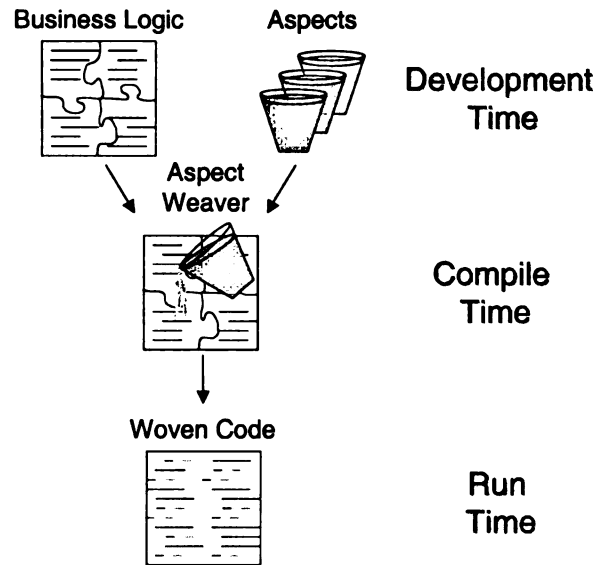 Business Logic
Aspects
Development
Time
Aspect
Weaver
Compile
Time
Woven Code
Run
Time